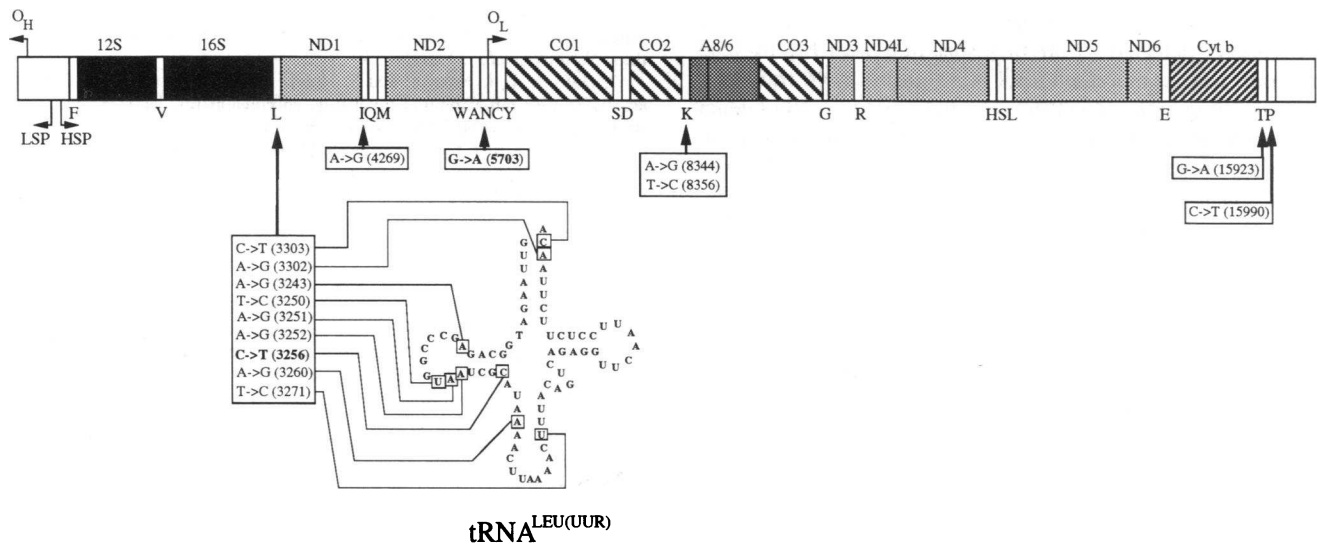 O_H
O_L
12S 16S ND1 ND2 CO1 CO2 A8/6 CO3 ND3 ND4L ND4 ND5 ND6 Cyt b
F V L IQM WANCY SD K G R HSL E TP
LSP HSP
A->G (4269)
G->A (5703)
A->G (8344)
T->C (8356)
G->A (15923)
C->T (15990)
C->T (3303)
A->G (3302)
A->G (3243)
T->C (3250)
A->G (3251)
A->G (3252)
C->T (3256)
A->G (3260)
T->C (3271)
A
C
A
G U U A A G A T
A U U C U U
G G C A G A G C C C G G G U A A U C G C A
U A A A A C U U A A A A C U U U A
U C U C C U U A A C U U G G A G A
C A C U G
tRNA^LEU(UUR)